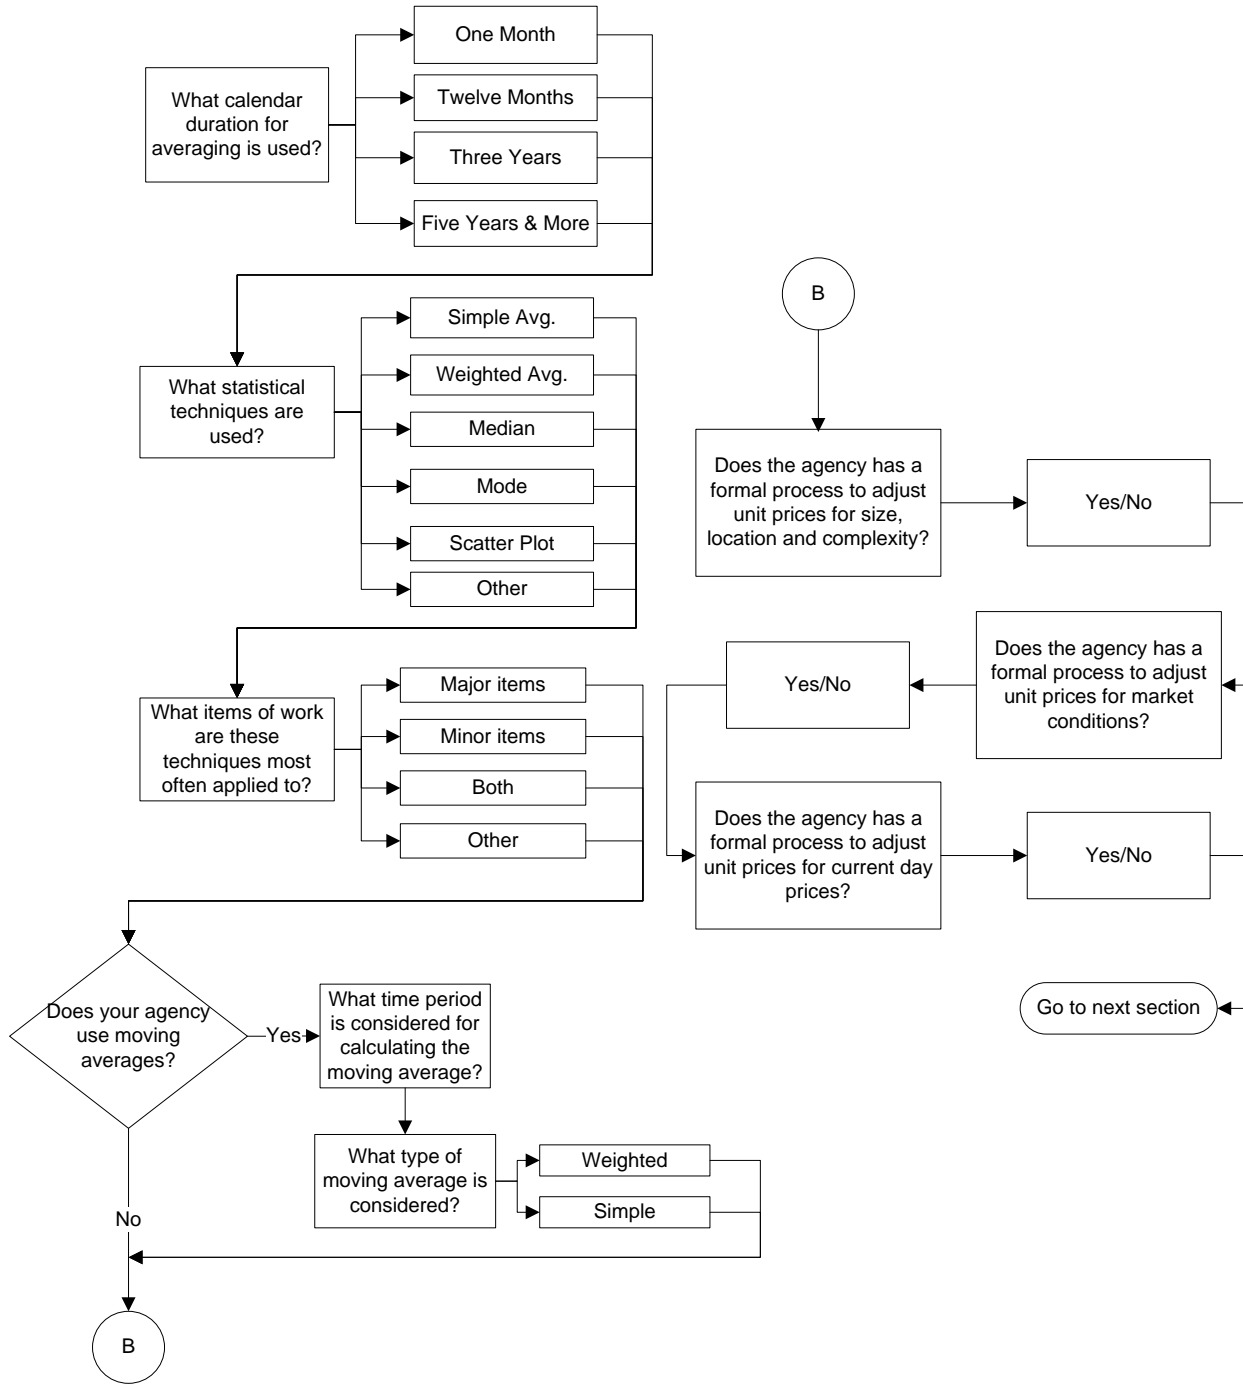 What calendar
duration for
averaging is used?
One Month
Twelve Months
Three Years
Five Years & More
What statistical
techniques are
used?
Simple Avg.
Weighted Avg.
Median
Mode
Scatter Plot
Other
What items of work
are these
techniques most
often applied to?
Major items
Minor items
Both
Other
Does your agency
use moving
averages?
Yes
What time period
is considered for
calculating the
moving average?
What type of
moving average is
considered?
Weighted
Simple
No
B
B
Does the agency has a
formal process to adjust
unit prices for size,
location and complexity?
Yes/No
Does the agency has a
formal process to adjust
unit prices for market
conditions?
Yes/No
Does the agency has a
formal process to adjust
unit prices for current day
prices?
Yes/No
Go to next section